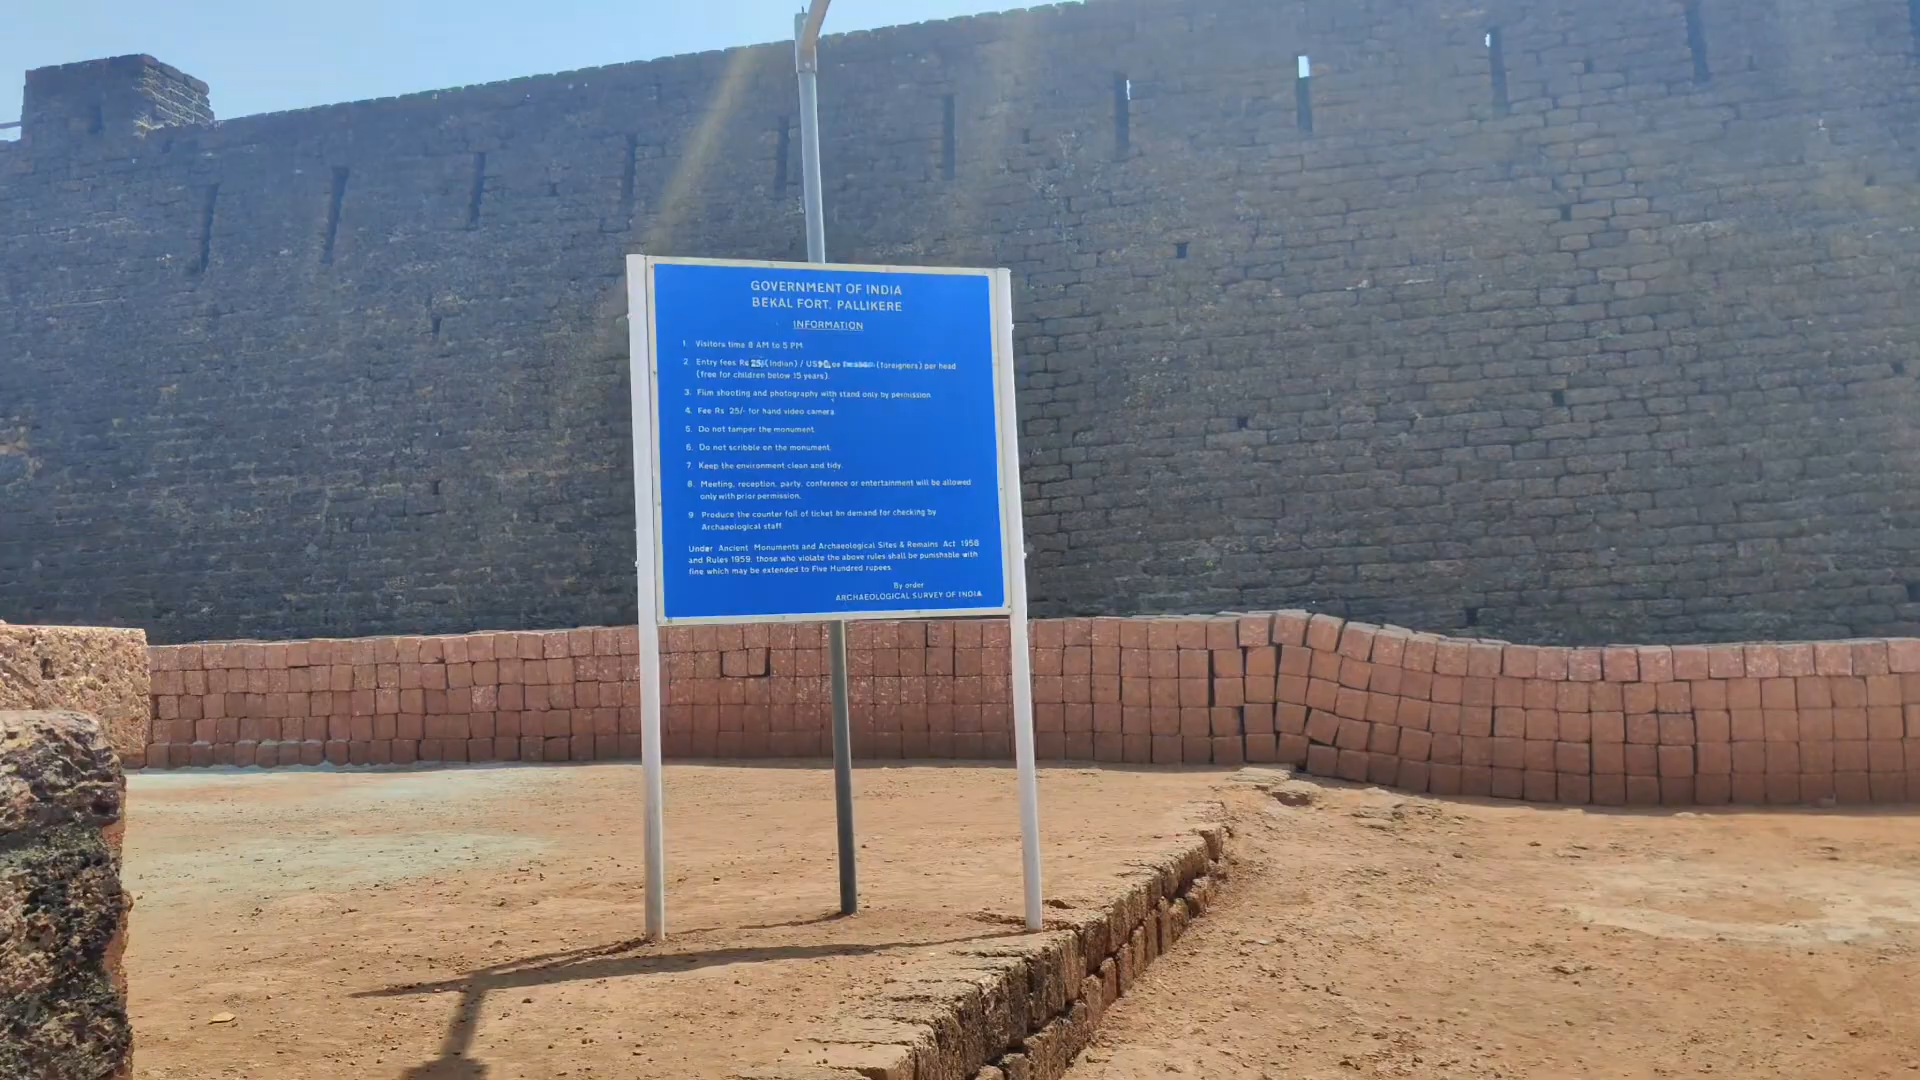 GOVERNMENT OF INDIA
BEKAL FORT, PALLIKERE
INFORMATION
1. Visitors time 8 AM to 5 PM
2. Entry fees Rs 25/-(Indian) / US$ or (foreigners) per head
(free for children below 15 years).
3. Film shooting and photography with stand only by permission
4. Fee Rs 25/- for hand video camera.
5. Do not tamper the monument
6. Do not scribble on the monument.
7. Keep the environment clean and tidy.
8. Meeting, reception, party, conference or entertainment will be allowed
only with prior permission.
9 Produce the counter foil of ticket on demand for checking by
Archaeological staff
Under Ancient Monuments and Archaeological Sites & Remains Act 1958
and Rules 1959, those who violate the above rules shall be punishable with
fine which may be extended to Five Hundred rupees.
By order
ARCHAEOLOGICAL SURVEY OF INDIA